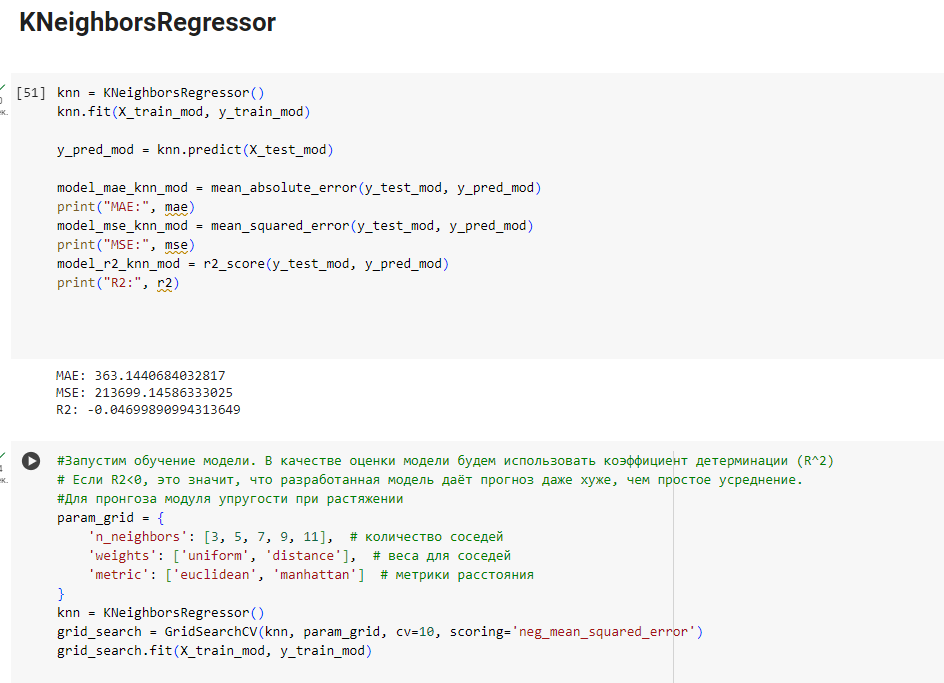 KNeighborsRegressor
[51] knn = KNeighborsRegressor()
knn.fit(X_train_mod, y_train_mod)
y_pred_mod = knn.predict(X_test_mod)
model_mae_knn_mod = mean_absolute_error(y_test_mod, y_pred_mod)
print("MAE:", mae)
model_mse_knn_mod = mean_squared_error(y_test_mod, y_pred_mod)
print("MSE:", mse)
model_r2_knn_mod = r2_score(y_test_mod, y_pred_mod)
print("R2:", r2)
MAE: 363.1440684032817
MSE: 213699.14586333025
R2: -0.04699890994313649
#Запустим обучение модели. В качестве оценки модели будем использовать коэффициент детерминации (R^2)
# Если R2<0, это значит, что разработанная модель даёт прогноз даже хуже, чем простое усреднение.
#Для пронгоза модуля упругости при растяжении
param_grid = {
'n_neighbors': [3, 5, 7, 9, 11], # количество соседей
'weights': ['uniform', 'distance'], # веса для соседей
'metric': ['euclidean', 'manhattan'] # метрики расстояния
}
knn = KNeighborsRegressor()
grid_search = GridSearchCV(knn, param_grid, cv=10, scoring='neg_mean_squared_error')
grid_search.fit(X_train_mod, y_train_mod)